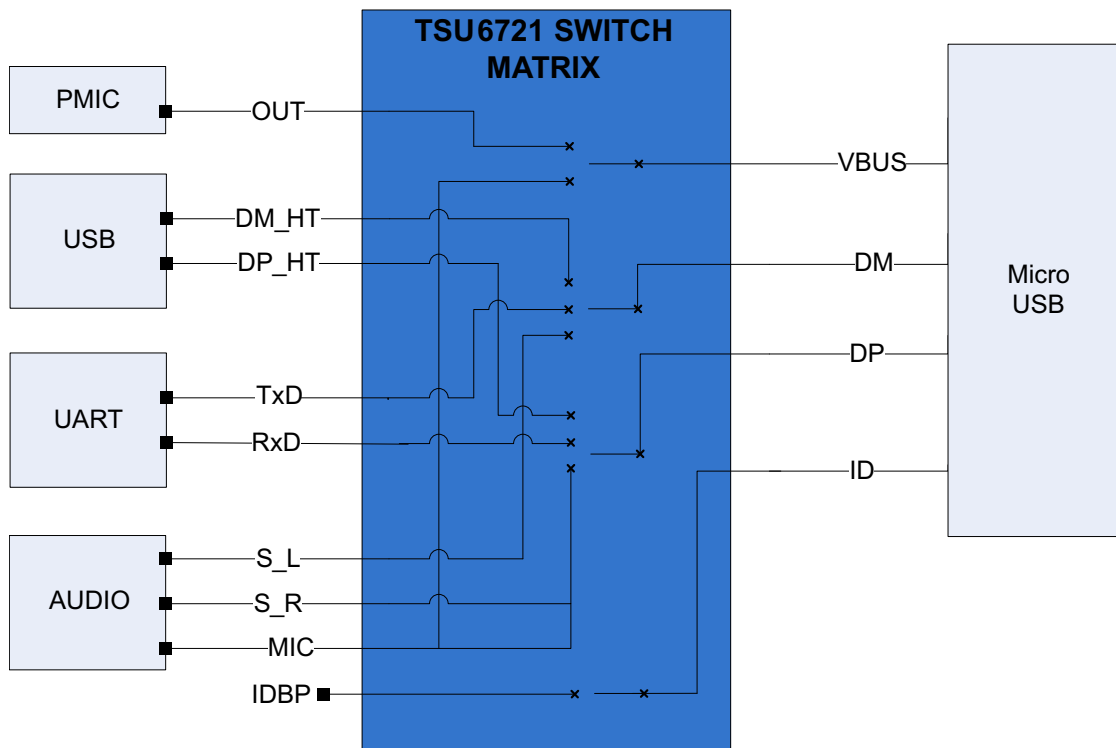 TSU6721 SWITCH
MATRIX
PMIC
OUT
VBUS
USB
DM_HT
DP_HT
DM
Micro
USB
DP
UART
TxD
RxD
ID
AUDIO
S_L
S_R
MIC
IDBP